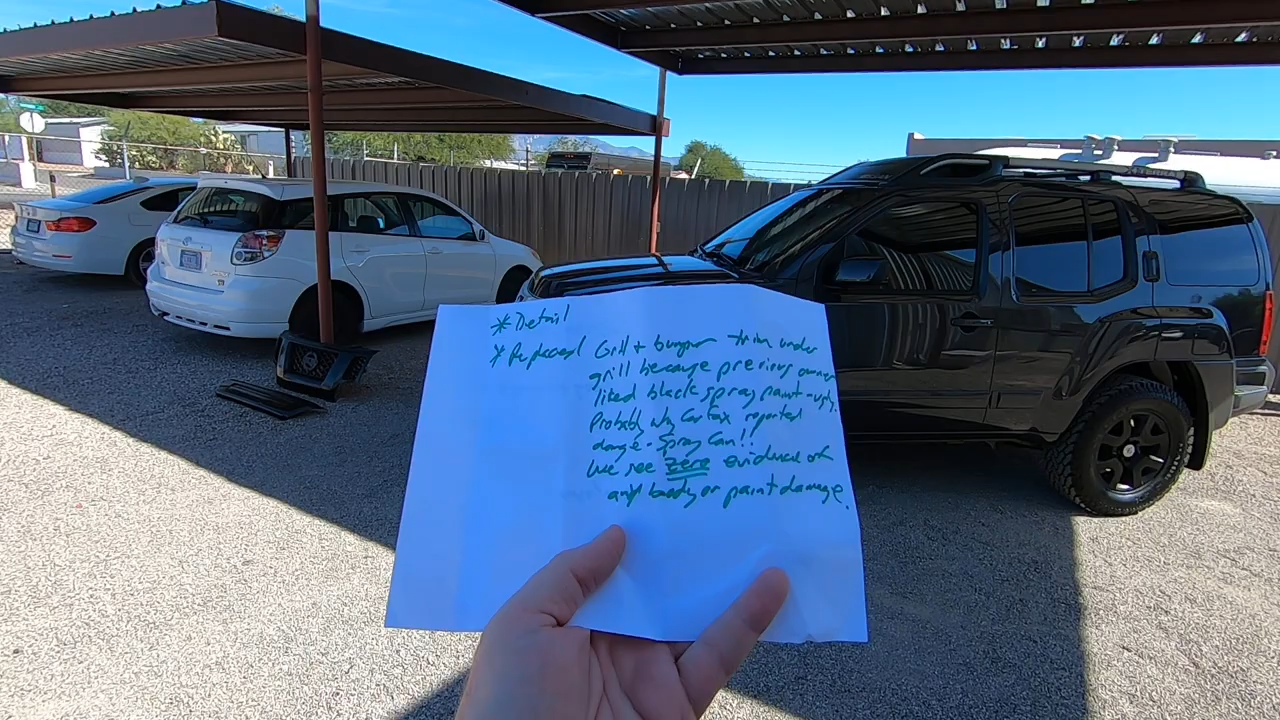 * Detail
* Replaced Grill + bumper trim under
grill because previous owner
liked black spray paint - ugly.
Probably why Carfax reported
damage - Spray Can!!
We see zero evidence of
any body or paint damage.
XTERRA